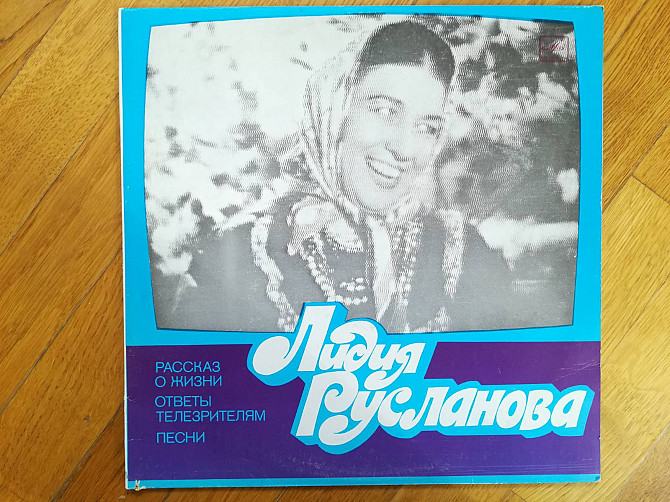 РАССКАЗ
О ЖИЗНИ
ОТВЕТЫ
ТЕЛЕЗРИТЕЛЯМ
ПЕСНИ
Лидия
Русланова